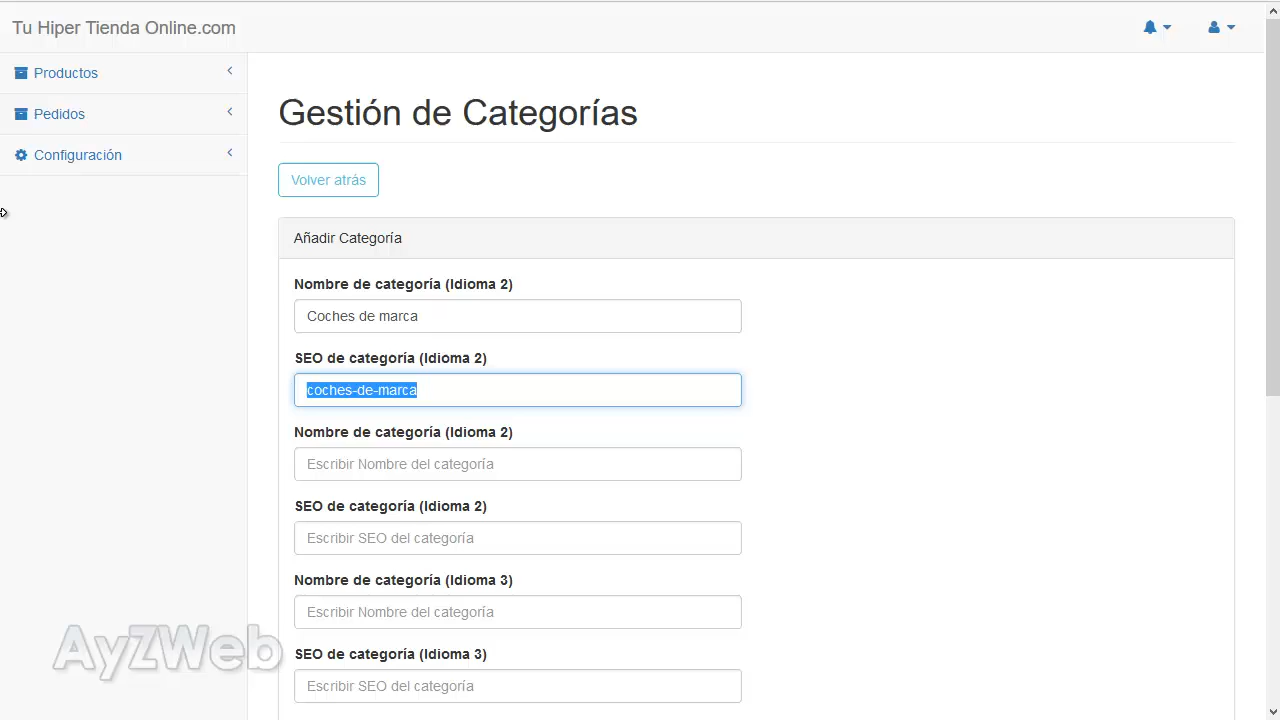 Tu Hiper Tienda Online.com
Productos
Pedidos
Configuración
Gestión de Categorías
Volver atrás
Añadir Categoría
Nombre de categoría (Idioma 2)
Coches de marca
SEO de categoría (Idioma 2)
coches-de-marca
Nombre de categoría (Idioma 2)
Escribir Nombre del categoría
SEO de categoría (Idioma 2)
Escribir SEO del categoría
Nombre de categoría (Idioma 3)
Escribir Nombre del categoría
SEO de categoría (Idioma 3)
Escribir SEO del categoría
AyZWeb